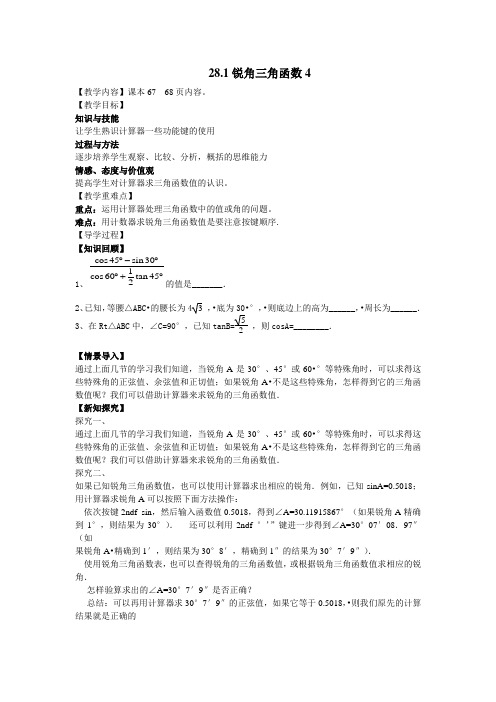 28.1 锐角三角函数 4
【教学内容】课本 67--68 页内容。
【教学目标】
知识与技能
让学生熟识计算器一些功能键的使用
过程与方法
逐步培养学生观察、比较、分析，概括的思维能力
情感、态度与价值观
提高学生对计算器求三角函数值的认识。
【教学重难点】
重点：运用计算器处理三角函数中的值或角的问题。
难点：用计数器求锐角三角函数值是要注意按键顺序.
【导学过程】
【知识回顾】
1、(cos 45° − sin 30°)/(cos 60° + 1/2 tan 45°) 的值是_______．
2、已知，等腰△ABC•的腰长为 4√3 ，•底为 30•°，•则底边上的高为______，•周长为______．
3、在 Rt△ABC 中，∠C=90°，已知 tanB=√5/2 ，则 cosA=________．
【情景导入】
通过上面几节的学习我们知道，当锐角 A 是 30°、45°或 60•°等特殊角时，可以求得这
些特殊角的正弦值、余弦值和正切值；如果锐角 A•不是这些特殊角，怎样得到它的三角函
数值呢？我们可以借助计算器来求锐角的三角函数值．
【新知探究】
探究一、
通过上面几节的学习我们知道，当锐角 A 是 30°、45°或 60•°等特殊角时，可以求得这
些特殊角的正弦值、余弦值和正切值；如果锐角 A•不是这些特殊角，怎样得到它的三角函
数值呢？我们可以借助计算器来求锐角的三角函数值．
探究二、
如果已知锐角三角函数值，也可以使用计算器求出相应的锐角．例如，已知 sinA=0.5018；
用计算器求锐角 A 可以按照下面方法操作：
依次按键 2ndf sin，然后输入函数值 0.5018，得到∠A=30.11915867°（如果锐角 A 精确
到 1°，则结果为 30°）． 还可以利用 2ndf °'”键进一步得到∠A=30°07′08．97″
（如
果锐角 A•精确到 1′，则结果为 30°8′，精确到 1″的结果为 30°7′9″）．
使用锐角三角函数表，也可以查得锐角的三角函数值，或根据锐角三角函数值求相应的锐
角．
怎样验算求出的∠A=30°7′9″是否正确？
总结：可以再用计算器求 30°7′9″的正弦值，如果它等于 0.5018，•则我们原先的计算
结果就是正确的